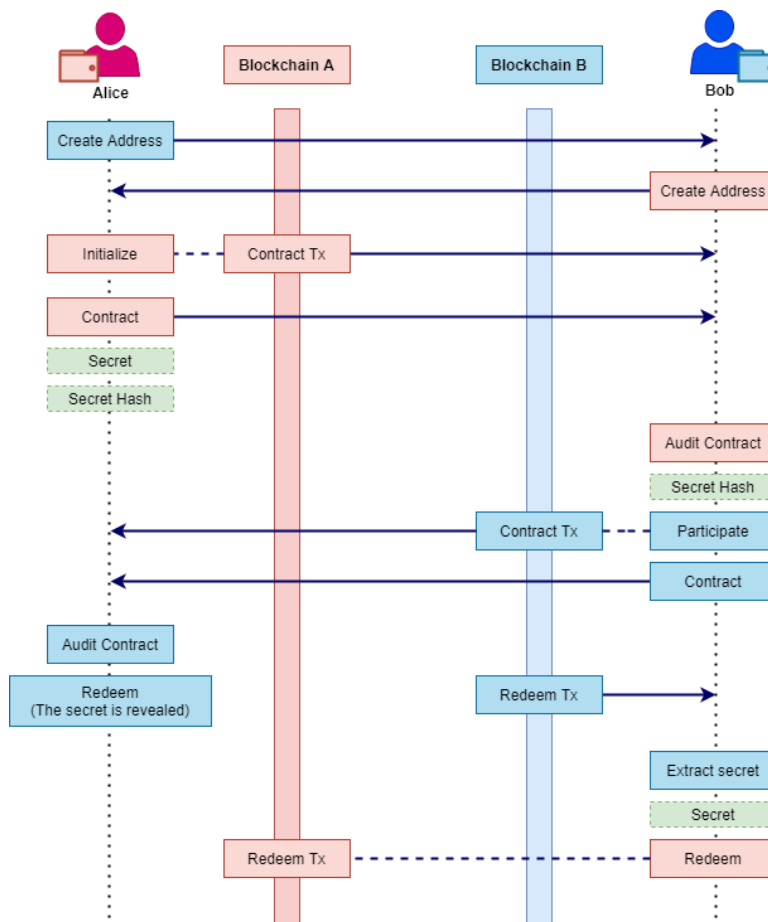 Blockchain A
Blockchain B
Alice
Bob
Create Address
Create Address
Initialize
Contract Tx
Contract
Secret
Secret Hash
Audit Contract
Secret Hash
Contract Tx
Participate
Contract
Audit Contract
Redeem
(The secret is revealed)
Redeem Tx
Extract secret
Secret
Redeem Tx
Redeem